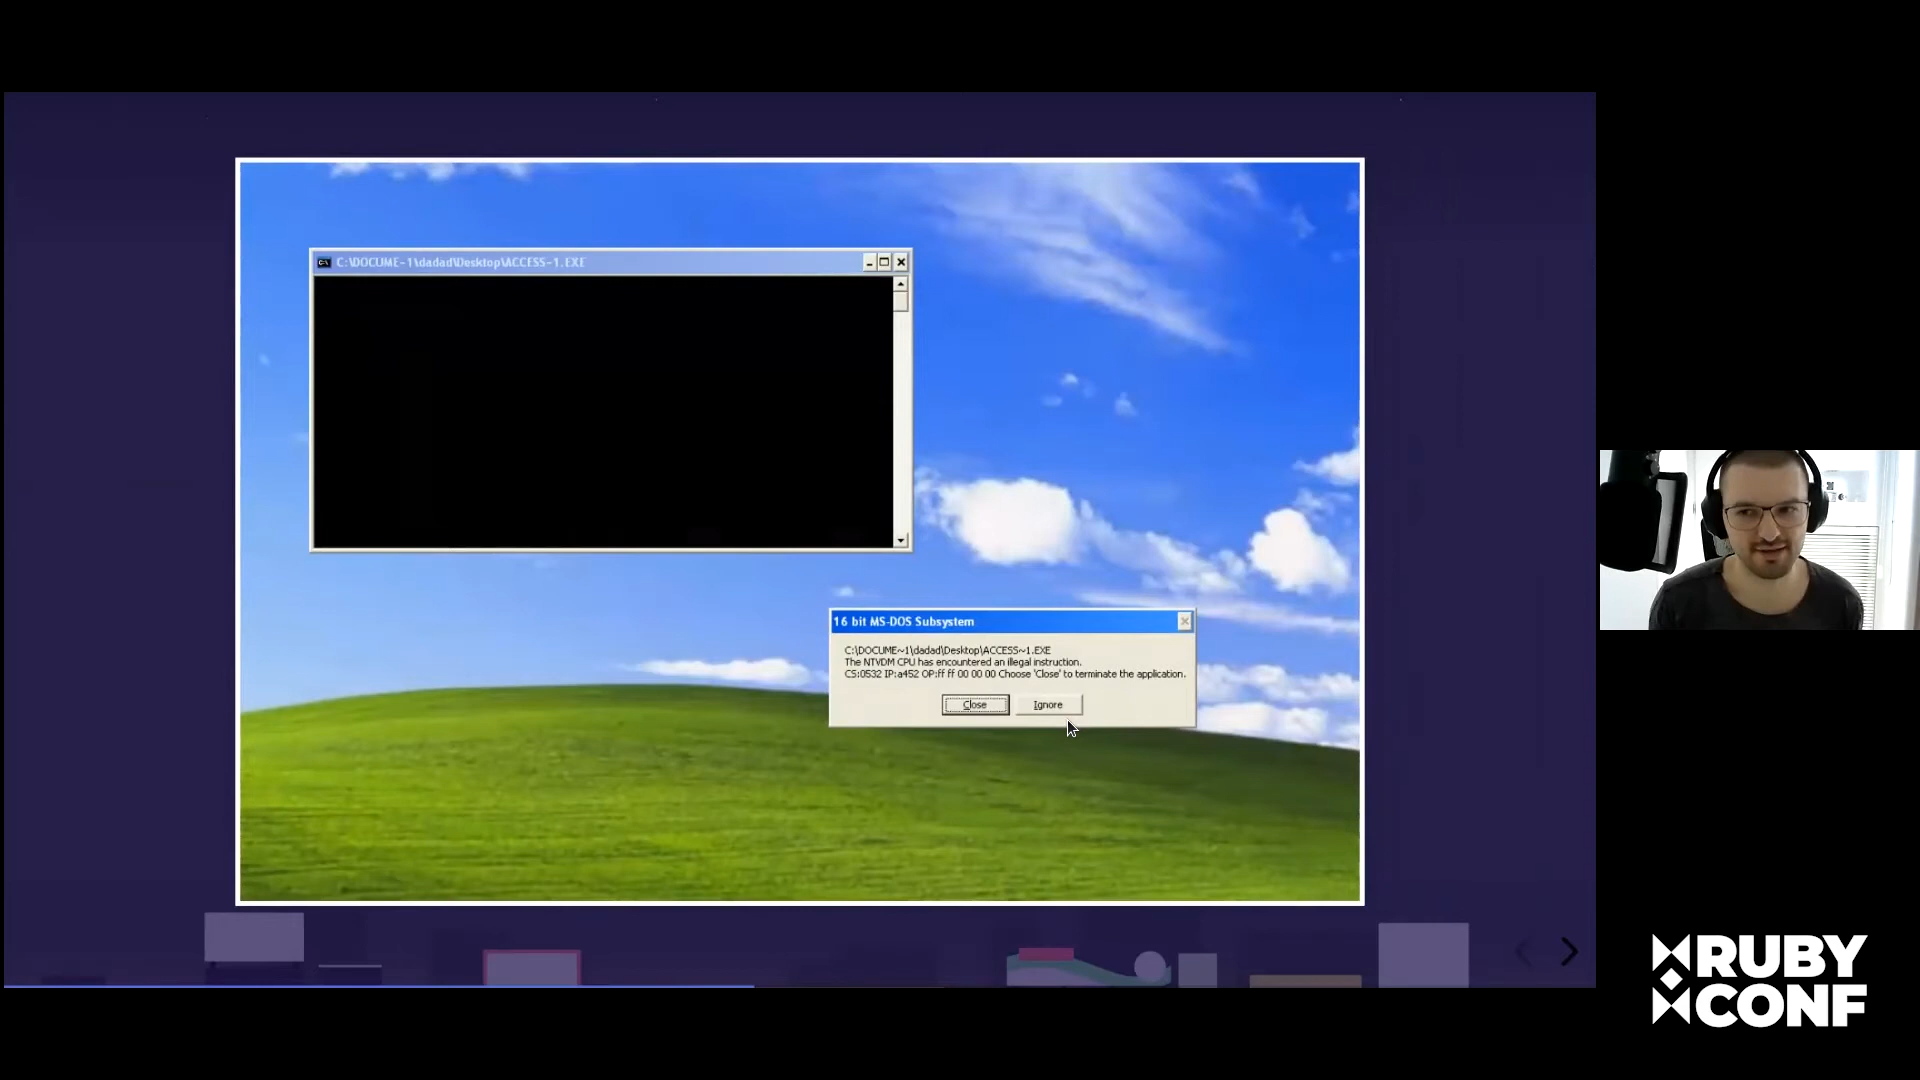 C:\DOCUME~1\dadad\Desktop\ACCESS~1.EXE
16 bit MS-DOS Subsystem
C:\DOCUME~1\dadad\Desktop\ACCESS~1.EXE
The NTVDM CPU has encountered an illegal instruction.
CS:0532 IP:a452 OP:ff ff 00 00 00 Choose 'Close' to terminate the application.
Close
Ignore
RUBY
CONF